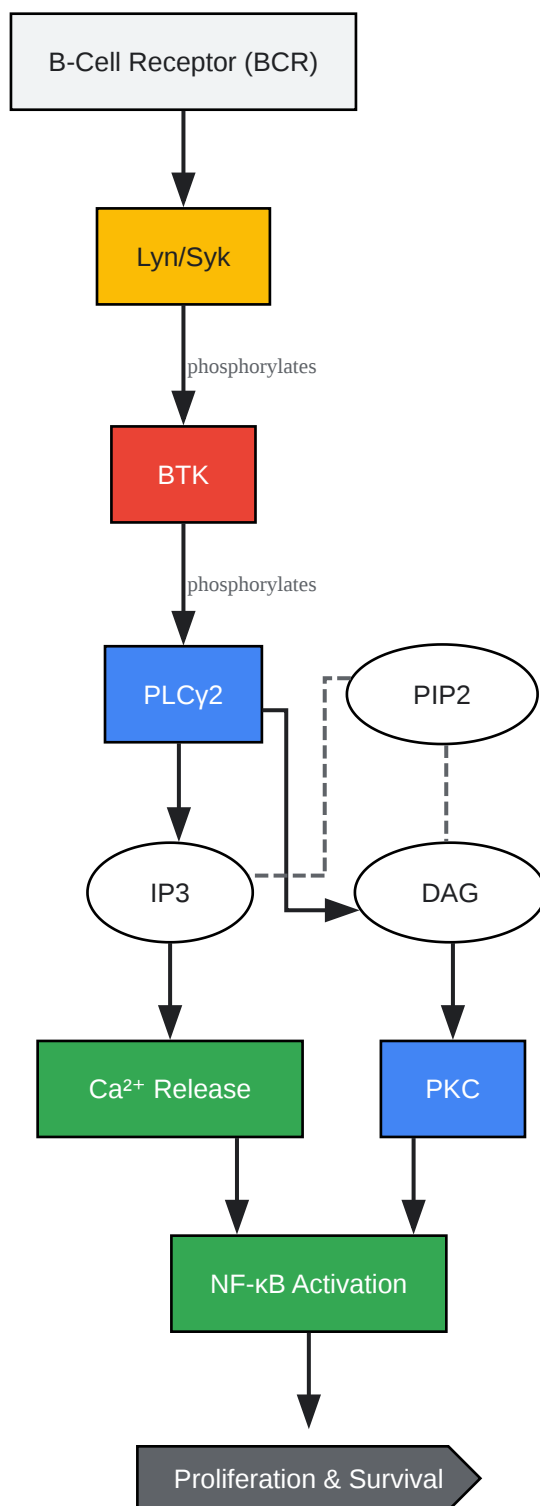 B-Cell Receptor (BCR)
Lyn/Syk
phosphorylates
BTK
phosphorylates
PLCγ2
PIP2
IP3
DAG
Ca²⁺ Release
PKC
NF-κB Activation
Proliferation & Survival